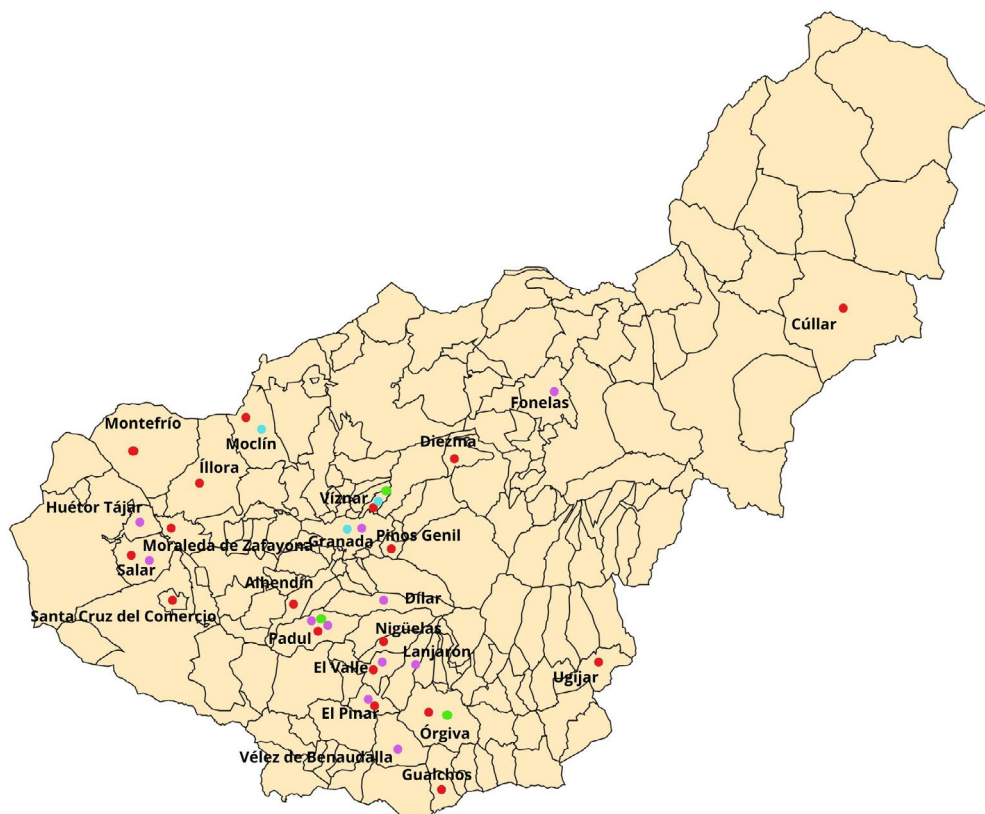 Cúllar
Fonelas
Montefrío
Moclín
Diezma
Íllora
Víznar
Huétor Tájar
Pinos Genil
Granada
Moraleda de Zafayona
Salar
Alhendín
Dílar
Santa Cruz del Comercio
Nigüelas
Padul
Lanjarón
El Valle
Ugíjar
El Pinar
Órgiva
Vélez de Benaudalla
Gualchos